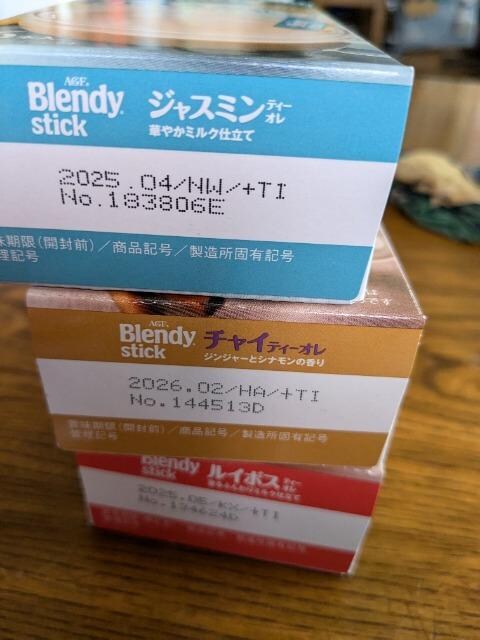 AGF
Blendy® ジャスミンティーオレ
stick 華やかミルク仕立て
2025.04/NW/+TI
No.183806E
味期限(開封前)/商品記号/製造所固有記号
理記号
AGF
Blendy® チャイティーオレ
stick ジンジャーとシナモンの香り
2026.02/HA/+TI
No.144513D
賞味期限(開封前)/商品記号/製造所固有記号
管理記号
Blendy ルイボスティーオレ
stick